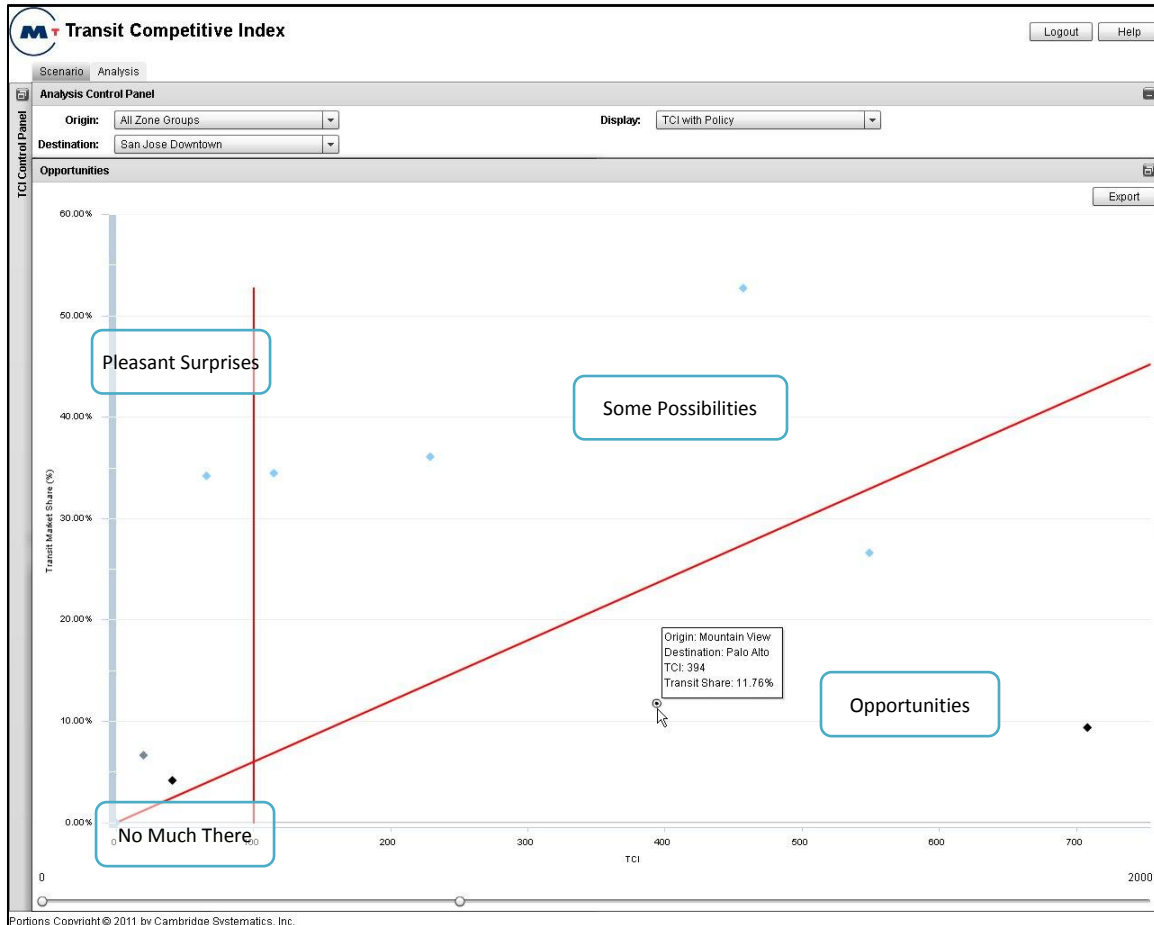 MT Transit Competitive Index
Logout Help
Scenario Analysis
TCI Control Panel
Analysis Control Panel
Origin: All Zone Groups Display: TCI with Policy
Destination: San Jose Downtown
Opportunities
Export
60.00%
50.00%
Pleasant Surprises
Some Possibilities
40.00%
Transit Market Share (%)
30.00%
20.00%
Origin: Mountain View
Destination: Palo Alto
TCI: 394
Transit Share: 11.76%
Opportunities
10.00%
0.00%
No Much There
0 100 200 300 400 500 600 700
TCI
0 2000
Portions Copyright © 2011 by Cambridge Systematics, Inc.